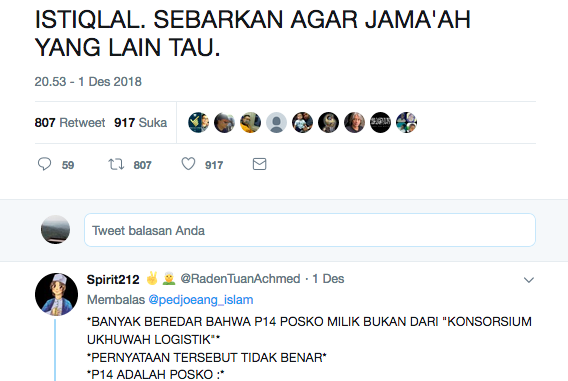 ISTIQLAL. SEBARKAN AGAR JAMA'AH
YANG LAIN TAU.
20.53 - 1 Des 2018
807 Retweet 917 Suka
59 807 917
Tweet balasan Anda
Spirit212 @RadenTuanAchmed · 1 Des
Membalas @pedjoeang_islam
*BANYAK BEREDAR BAHWA P14 POSKO MILIK BUKAN DARI "KONSORSIUM
UKHUWAH LOGISTIK"*
*PERNYATAAN TERSEBUT TIDAK BENAR*
*P14 ADALAH POSKO :*